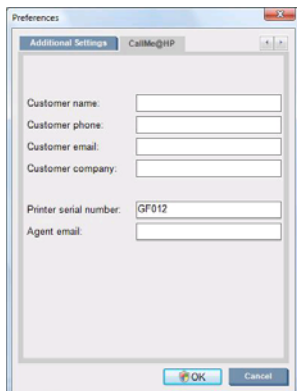 Preferences
Additional Settings CallMe@HP
Customer name:
Customer phone:
Customer email:
Customer company:
Printer serial number: GF012
Agent email:
OK Cancel